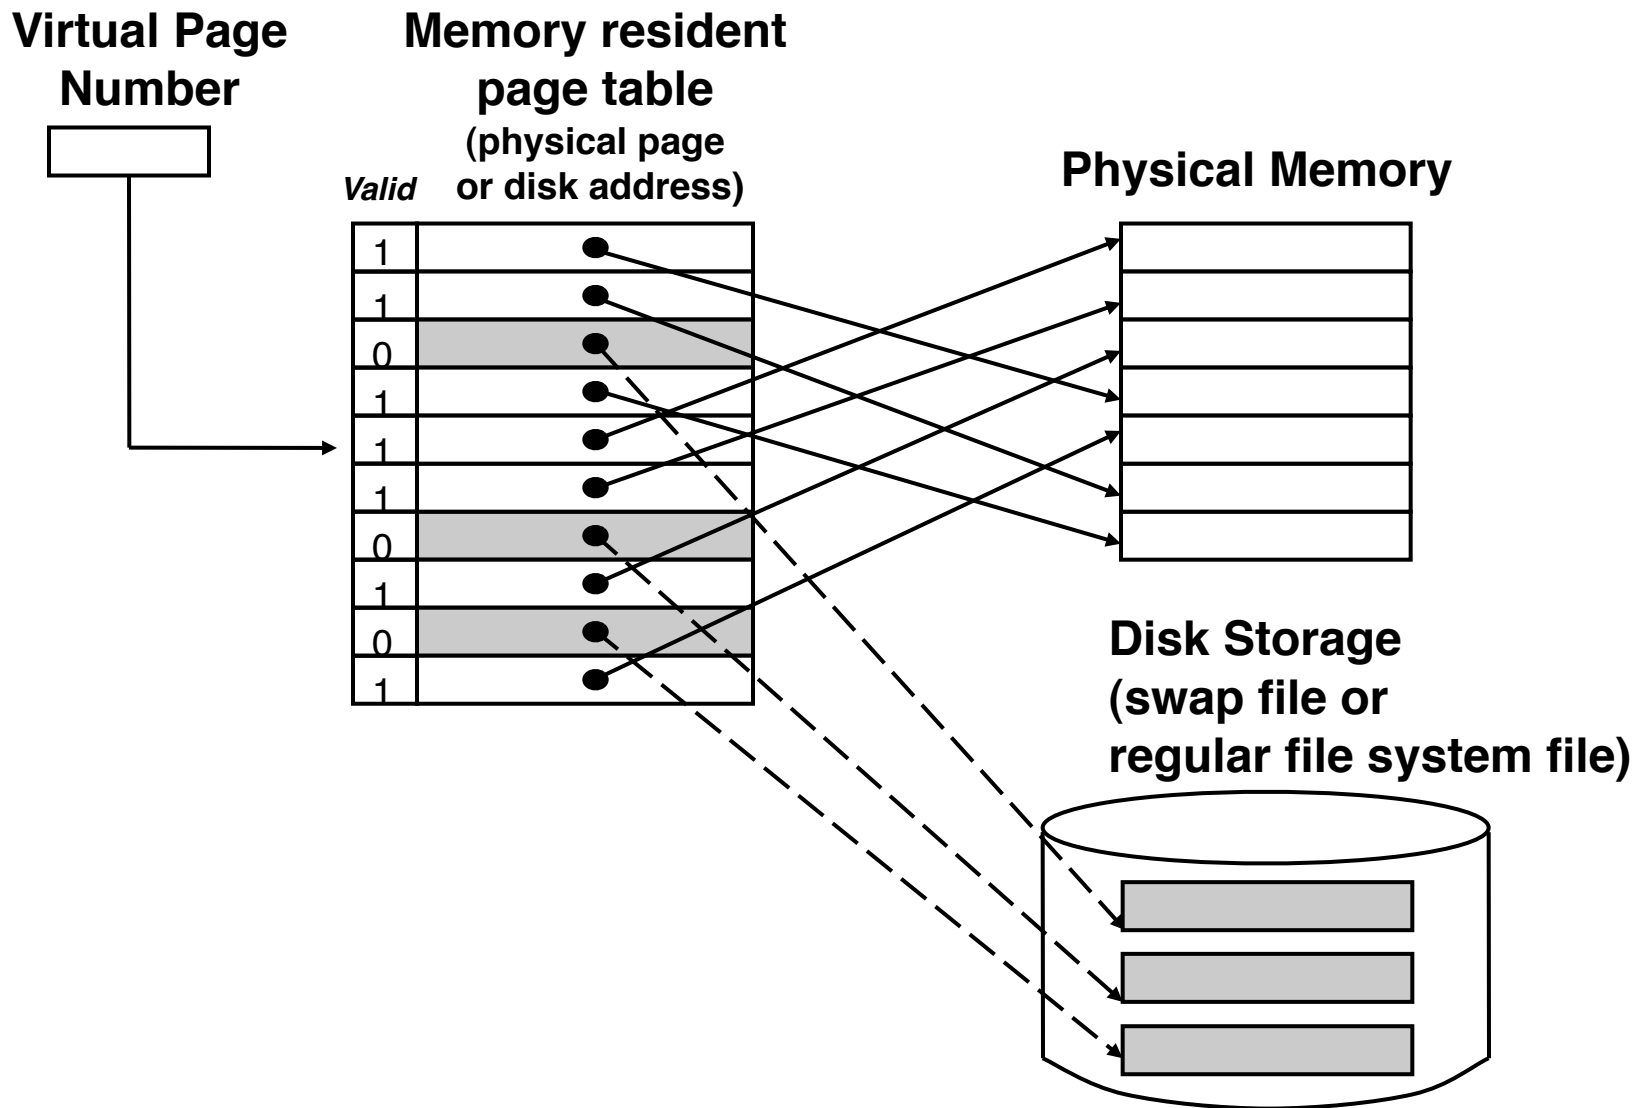 Virtual Page
Number
Memory resident
page table
(physical page
or disk address)
Valid
Physical Memory
1
1
0
1
1
1
0
1
0
1
Disk Storage
(swap file or
regular file system file)